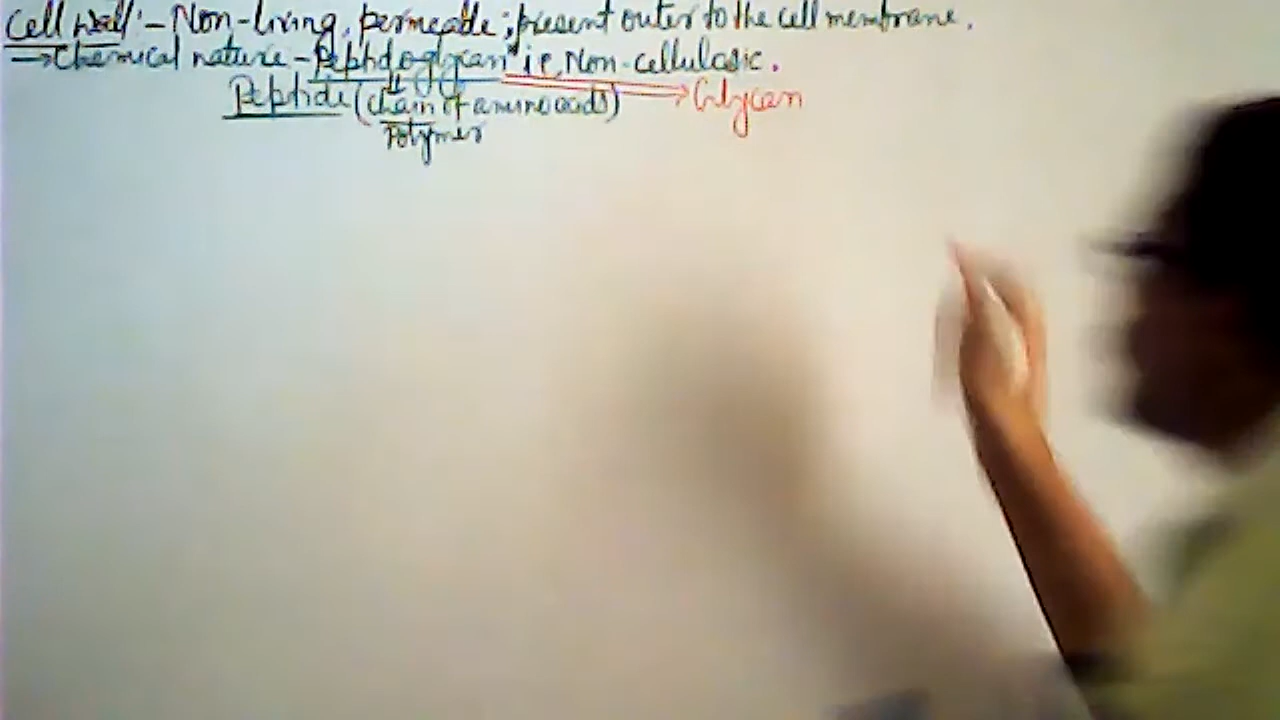 Cell wall:- Non-living, permeable; present outer to the cell membrane.
→ Chemical nature - Peptidoglycan i.e, Non-cellulosic.
Peptide (chain of amino acids) → Glycan
Polymer